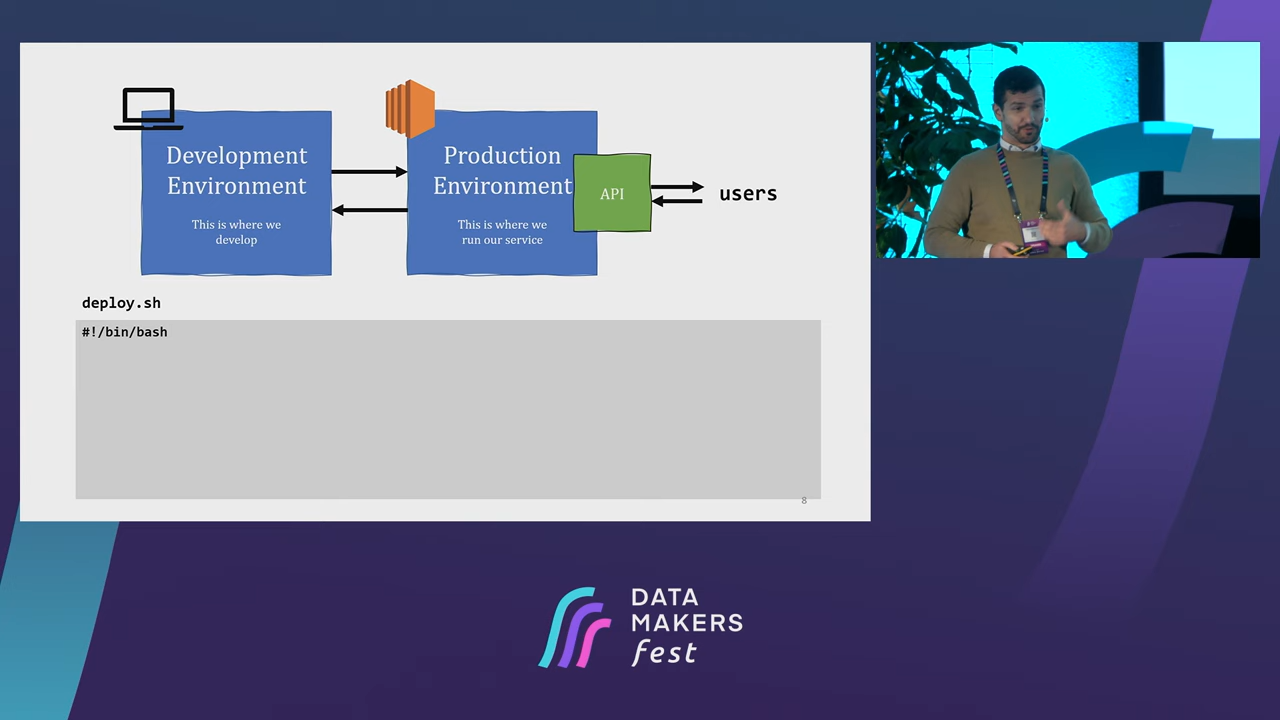 Development
Environment
This is where we
develop
Production
Environment
This is where we
run our service
API
users
deploy.sh
#!/bin/bash
8
DATA
MAKERS
fest